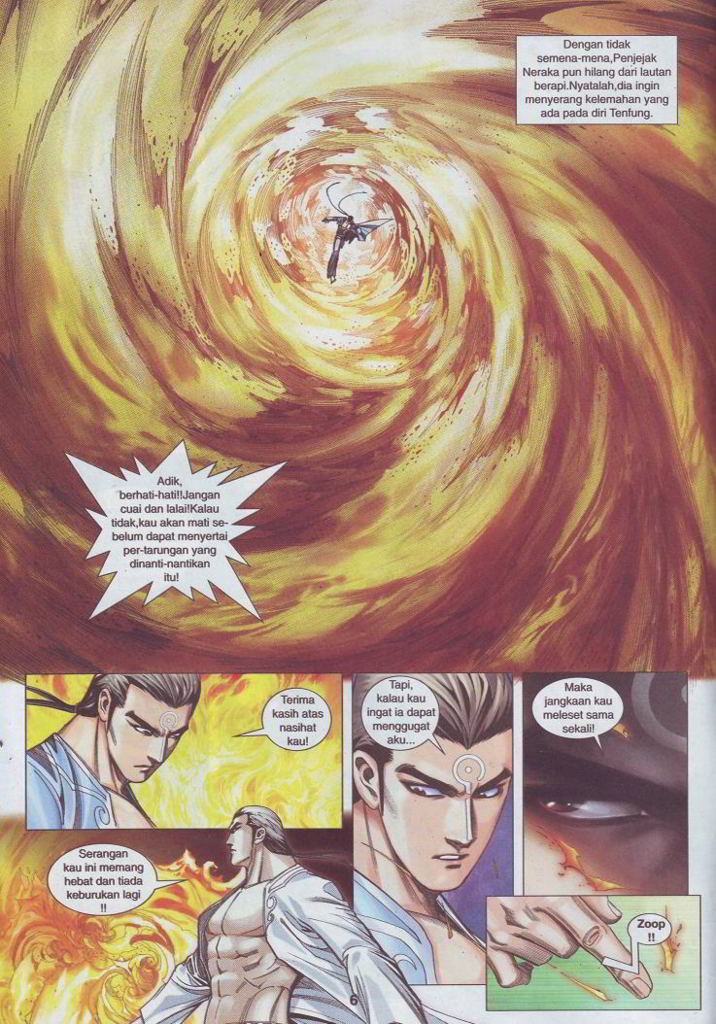 Dengan tidak
semena-mena,Penjejak
Neraka pun hilang dari lautan
berapi.Nyatalah,dia ingin
menyerang kelemahan yang
ada pada diri Tenfung.
Adik,
berhati-hati!!Jangan
cuai dan lalai!Kalau
tidak,kau akan mati se-
belum dapat menyertai
per-tarungan yang
dinanti-nantikan
itu!
Terima
kasih atas
nasihat
kau!
Tapi,
kalau kau
ingat ia dapat
menggugat
aku...
Maka
jangkaan kau
meleset sama
sekali!
Serangan
kau ini memang
hebat dan tiada
keburukan lagi
!!
Zoop
!!
6